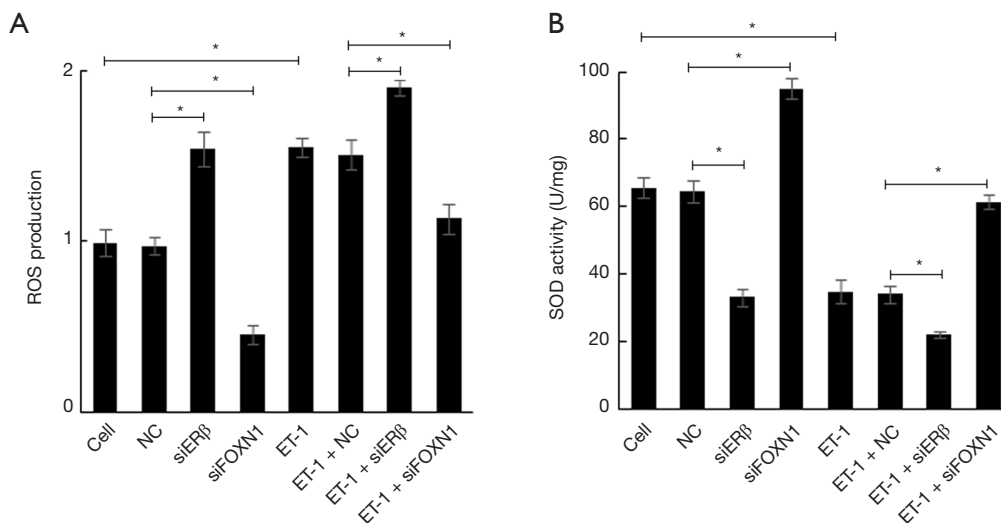 A
*
*
*
*
*
2
1
0
ROS production
Cell
NC
siERβ
siFOXN1
ET-1
ET-1 + NC
ET-1 + siERβ
ET-1 + siFOXN1
B
*
*
*
*
*
100
80
60
40
20
0
SOD activity (U/mg)
Cell
NC
siERβ
siFOXN1
ET-1
ET-1 + NC
ET-1 + siERβ
ET-1 + siFOXN1